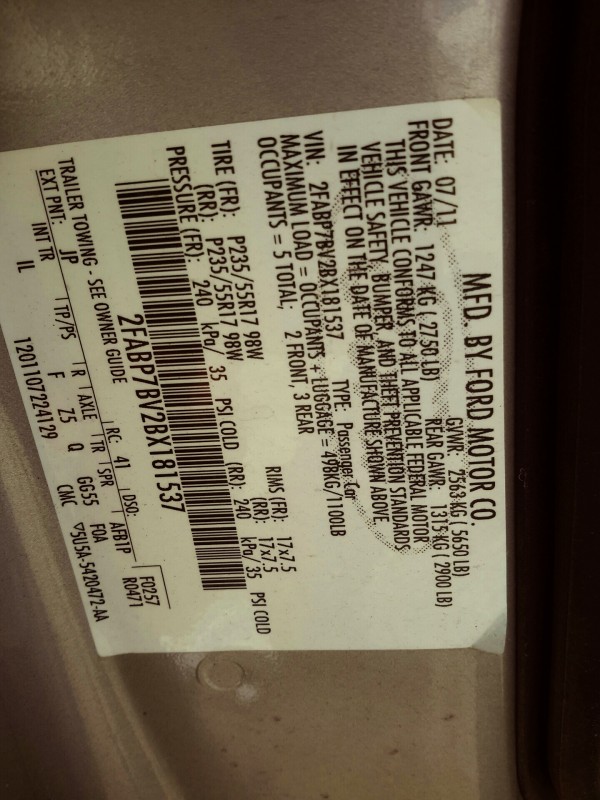 MFD. BY FORD MOTOR CO.
DATE: 07/11 GVWR: 2563 KG ( 5650 LB)
FRONT GAWR: 1247 KG ( 2750 LB) REAR GAWR: 1315 KG ( 2900 LB)
THIS VEHICLE CONFORMS TO ALL APPLICABLE FEDERAL MOTOR
VEHICLE SAFETY, BUMPER, AND THEFT PREVENTION STANDARDS
IN EFFECT ON THE DATE OF MANUFACTURE SHOWN ABOVE.
VIN: 2FABP7BV2BX181537 TYPE: Passenger Car
MAXIMUM LOAD = OCCUPANTS + LUGGAGE = 498KG/1100LB
OCCUPANTS = 5 TOTAL; 2 FRONT, 3 REAR
TIRE (FR): P235/55R17 98W RIMS (FR): 17x7.5
(RR): P235/55R17 98W (RR): 17x7.5
PRESSURE (FR): 240 kPa/ 35 PSI COLD (RR): 240 kPa/ 35 PSI COLD
2FABP7BV2BX181537
TRAILER TOWING - SEE OWNER GUIDE RC: 41 DSO: F0257
EXT PNT: JP AFB1P R0471
INT TR TP/PS R AXLE TR SPR
IL F Z5 Q GG55 F0A
1201107224129 CMC ▽5U5A-5420472-AA